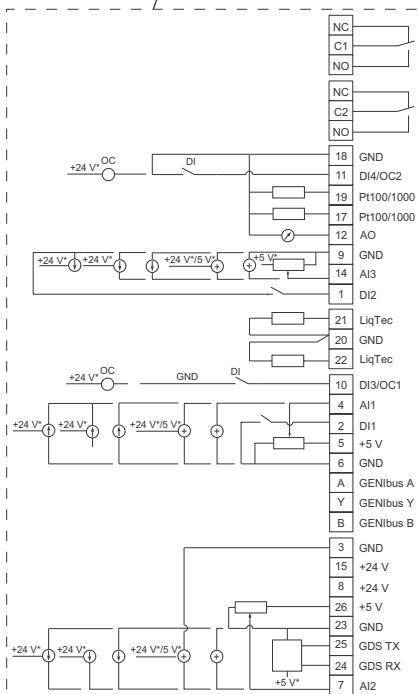 NC
C1
NO
NC
C2
NO
18 GND
+24 V* OC DI 11 DI4/OC2
19 Pt100/1000
17 Pt100/1000
12 AO
9 GND
+24 V* +24 V* +24 V*/5 V* +5 V* 14 AI3
1 DI2
21 LiqTec
20 GND
22 LiqTec
+24 V* OC GND DI 10 DI3/OC1
4 AI1
2 DI1
+24 V* +24 V* +24 V*/5 V* 5 +5 V
6 GND
A GENIbus A
Y GENIbus Y
B GENIbus B
3 GND
15 +24 V
8 +24 V
26 +5 V
23 GND
25 GDS TX
+24 V* +24 V* +24 V*/5 V* 24 GDS RX
+5 V* 7 AI2